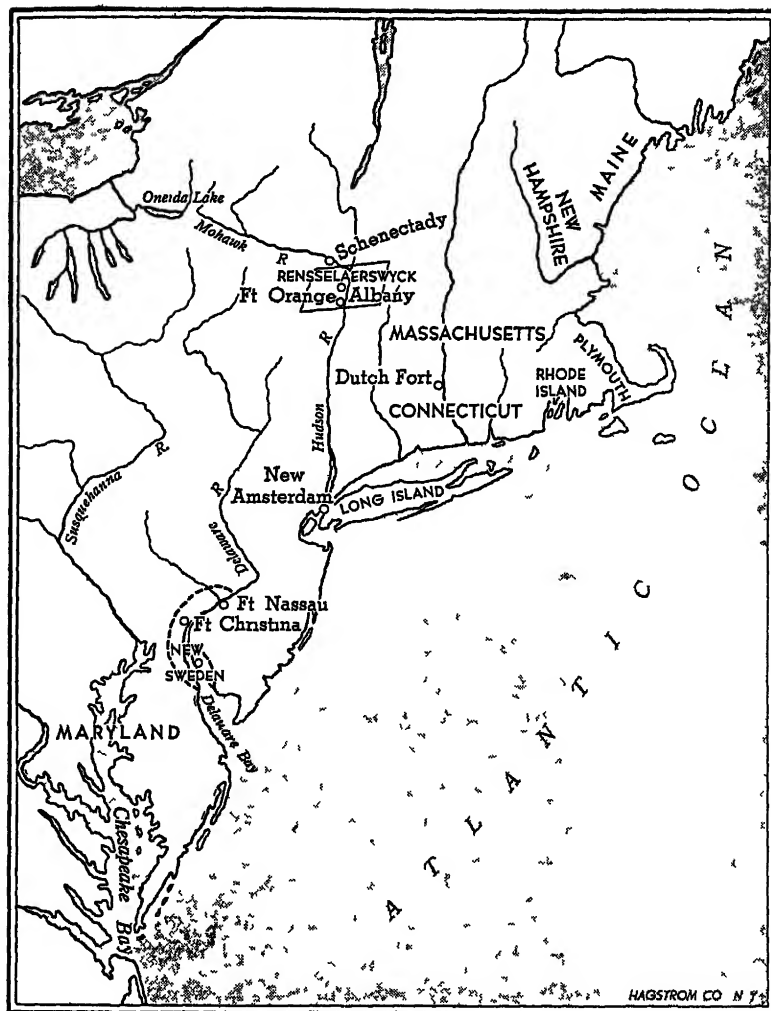 Oneida Lake
Mohawk R
Schenectady
RENSSELAERSWYCK
Ft Orange Albany
NEW HAMPSHIRE
MAINE
MASSACHUSETTS
PLYMOUTH
RHODE
ISLAND
Dutch Fort
CONNECTICUT
Hudson R
New
Amsterdam
LONG ISLAND
Susquehanna R
Delaware R
Ft Nassau
Ft Christina
NEW
SWEDEN
Delaware Bay
MARYLAND
Chesapeake Bay
ATLANTIC OCEAN
HAGSTROM CO N Y